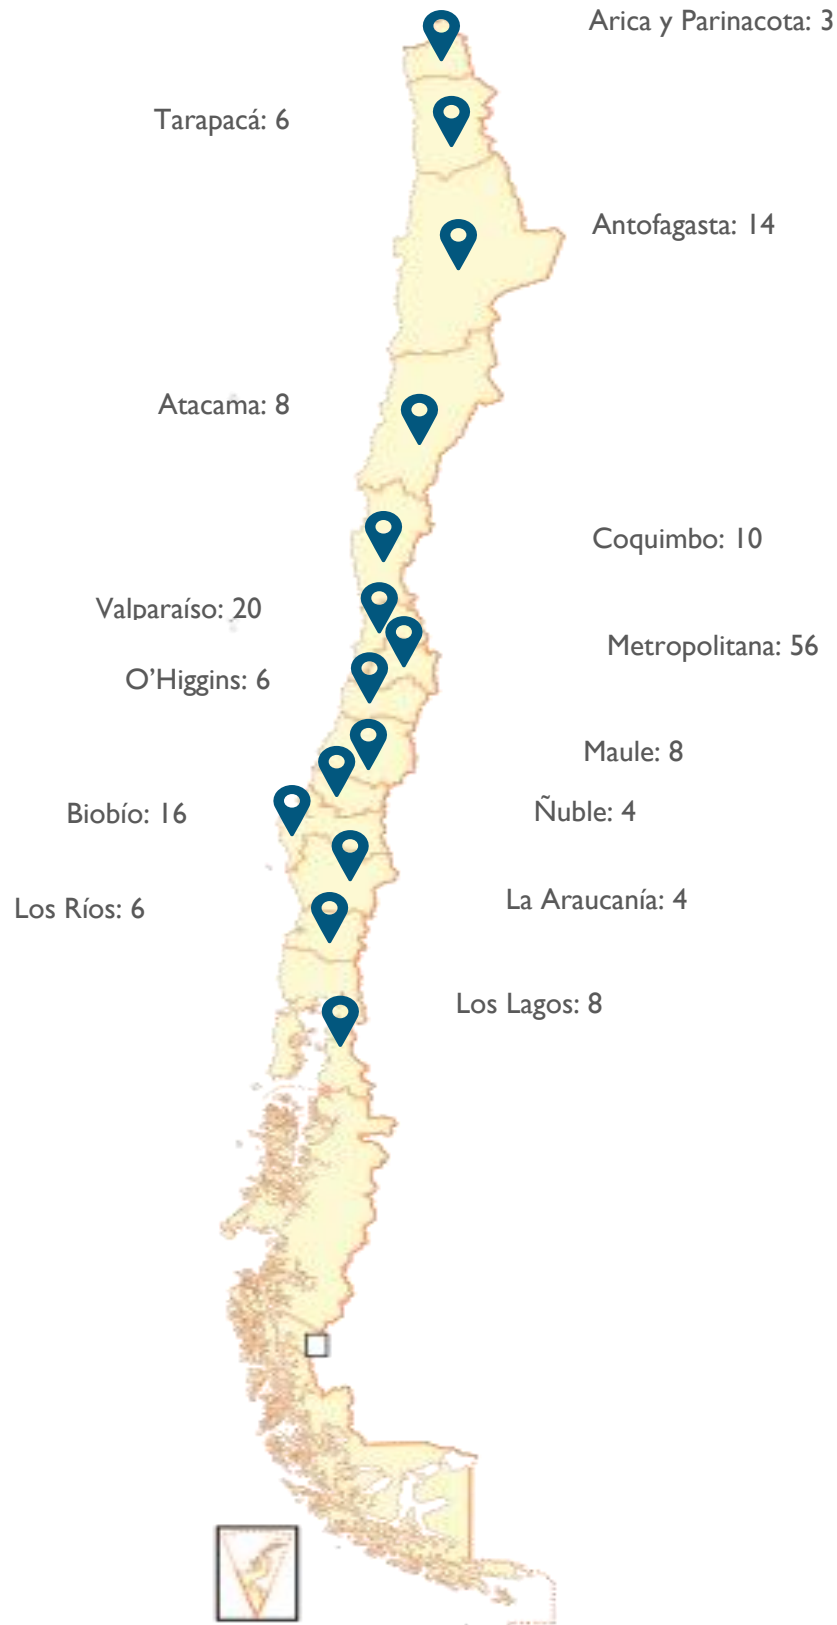 Arica y Parinacota: 3
Tarapacá: 6
Antofagasta: 14
Atacama: 8
Coquimbo: 10
Valparaíso: 20
Metropolitana: 56
O’Higgins: 6
Maule: 8
Biobío: 16
Ñuble: 4
La Araucanía: 4
Los Ríos: 6
Los Lagos: 8